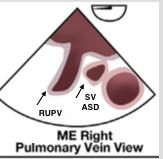 RUPV
SV
ASD
ME Right
Pulmonary Vein View